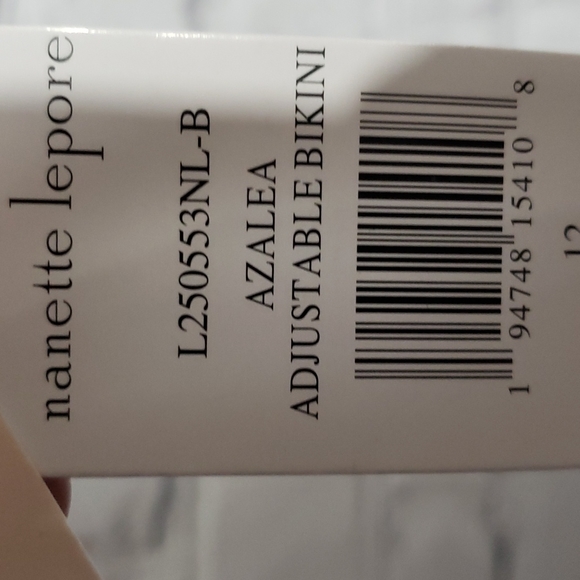 nanette lepore
L250553NL-B
AZALEA
ADJUSTABLE BIKINI
1 94748 15410 8
12